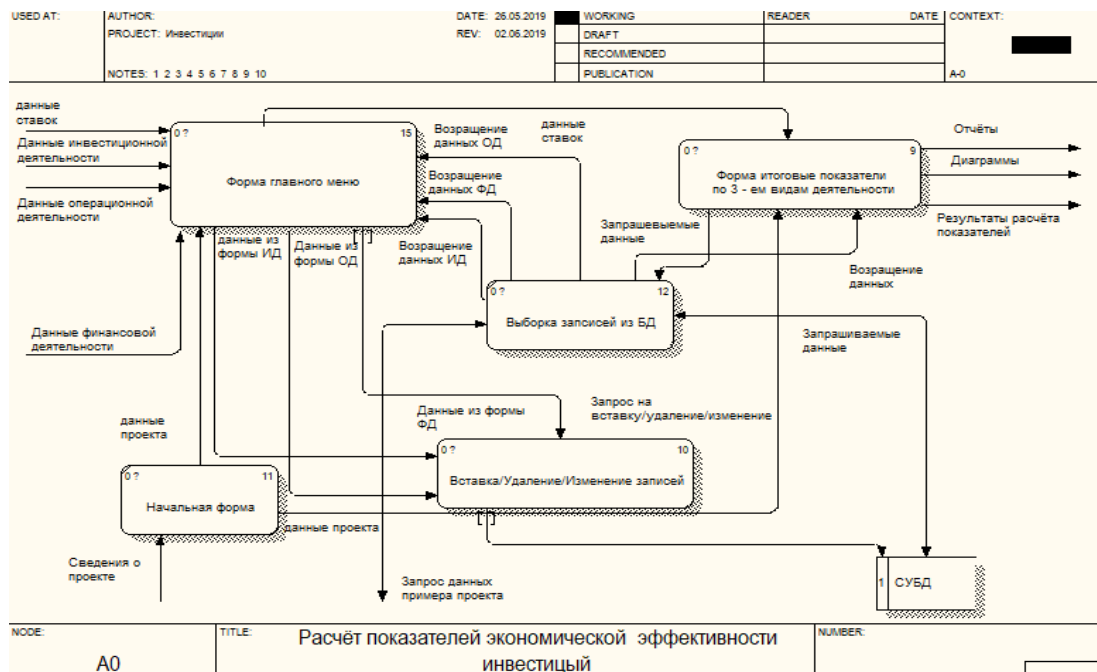 USED AT:
AUTHOR:
DATE: 26.05.2019
WORKING
READER
DATE
CONTEXT:
PROJECT: Инвестиции
REV: 02.06.2019
DRAFT
RECOMMENDED
NOTES: 1 2 3 4 5 6 7 8 9 10
PUBLICATION
A-0
данные
ставок
Данные инвестиционной
деятельности
Данные операционной
деятельности
0 ?
15
Форма главного меню
Возращение
данных ОД
данные
ставок
Возращение
данных ФД
0 ?
9
Форма итоговые показатели
по 3 - ем видам деятельности
Отчёты
Диаграммы
Результаты расчёта
показателей
данные из
формы ИД
Данные из
формы ОД
Возращение
данных ИД
Запрашевыемые
данные
Возращение
данных
0 ?
12
Выборка запсисей из БД
Данные финансовой
деятельности
Запрашиваемые
данные
данные
проекта
Данные из формы
ФД
Запрос на
вставку/удаление/изменение
0 ?
10
Вставка/Удаление/Изменение записей
0 ?
11
Начальная форма
данные проекта
Сведения о
проекте
Запрос данных
примера проекта
1
СУБД
NODE:
A0
TITLE:
Расчёт показателей экономической эффективности
инвестицый
NUMBER: